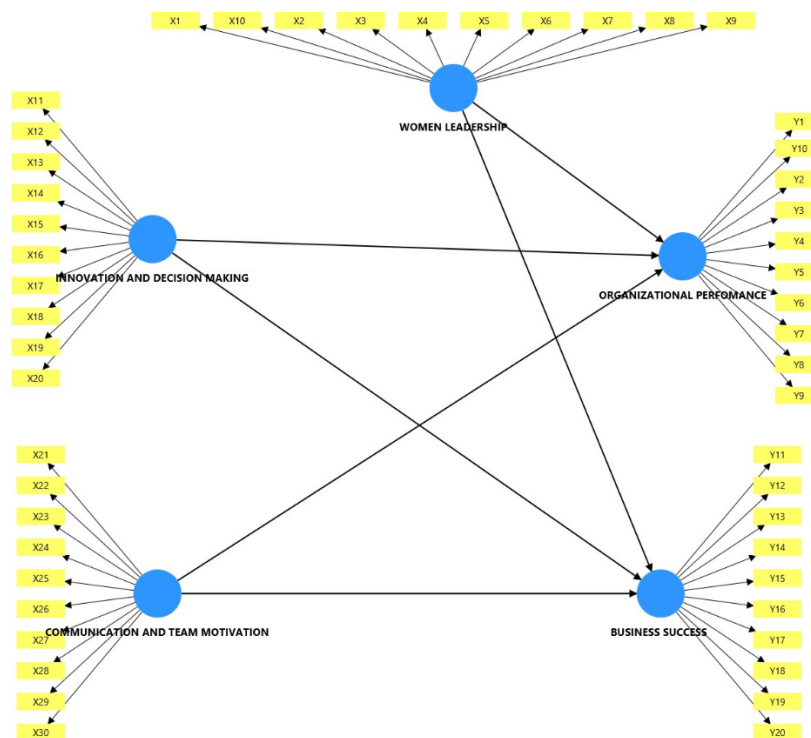 X1 X10 X2 X3 X4 X5 X6 X7 X8 X9
WOMEN LEADERSHIP
X11
X12
X13
X14
X15
X16
X17
X18
X19
X20
INNOVATION AND DECISION MAKING
Y1
Y10
Y2
Y3
Y4
Y5
Y6
Y7
Y8
Y9
ORGANIZATIONAL PERFOMANCE
X21
X22
X23
X24
X25
X26
X27
X28
X29
X30
COMMUNICATION AND TEAM MOTIVATION
Y11
Y12
Y13
Y14
Y15
Y16
Y17
Y18
Y19
Y20
BUSINESS SUCCESS